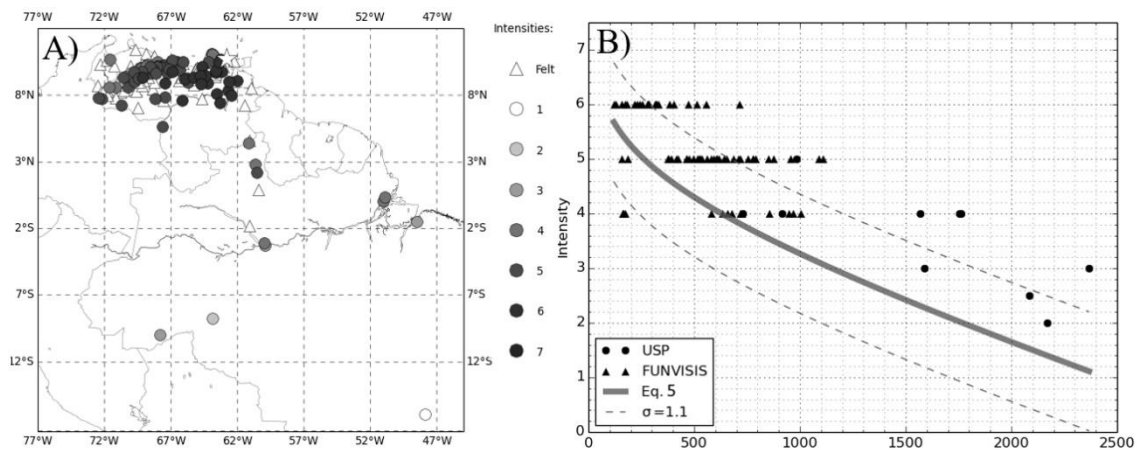 77°W 72°W 67°W 62°W 57°W 52°W 47°W
A)
8°N 8°N
3°N 3°N
2°S 2°S
7°S 7°S
12°S 12°S
77°W 72°W 67°W 62°W 57°W 52°W 47°W
Intensities:
Felt
1
2
3
4
5
6
7
B)
7
6
5
4
3
2
1
0
Intensity
USP
FUNVISIS
Eq. 5
σ=1.1
0 500 1000 1500 2000 2500